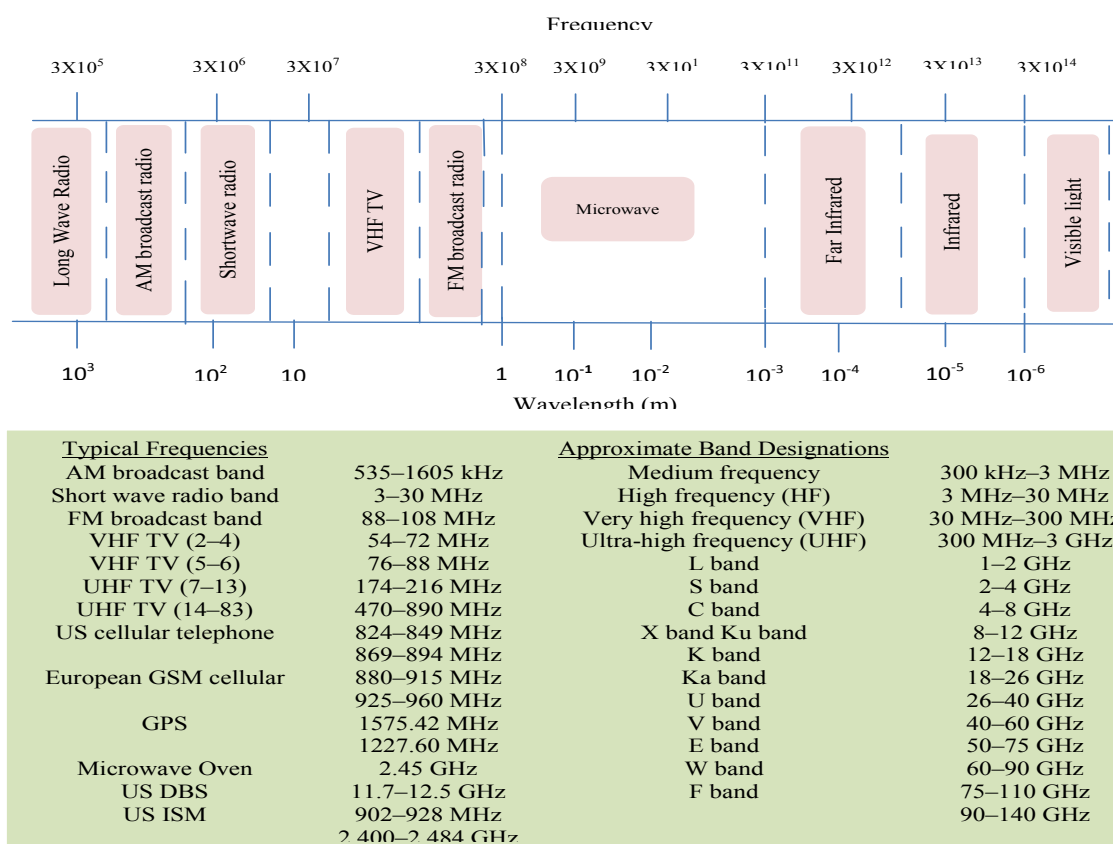 Frequency
3X10⁵ 3X10⁶ 3X10⁷ 3X10⁸ 3X10⁹ 3X10¹ 3X10¹¹ 3X10¹² 3X10¹³ 3X10¹⁴
Long Wave Radio
AM broadcast radio
Shortwave radio
VHF TV
FM broadcast radio
Microwave
Far Infrared
Infrared
Visible light
10³ 10² 10 1 10⁻¹ 10⁻² 10⁻³ 10⁻⁴ 10⁻⁵ 10⁻⁶
Wavelength (m)
Typical Frequencies Approximate Band Designations
AM broadcast band 535–1605 kHz Medium frequency 300 kHz–3 MHz
Short wave radio band 3–30 MHz High frequency (HF) 3 MHz–30 MHz
FM broadcast band 88–108 MHz Very high frequency (VHF) 30 MHz–300 MHz
VHF TV (2–4) 54–72 MHz Ultra-high frequency (UHF) 300 MHz–3 GHz
VHF TV (5–6) 76–88 MHz L band 1–2 GHz
UHF TV (7–13) 174–216 MHz S band 2–4 GHz
UHF TV (14–83) 470–890 MHz C band 4–8 GHz
US cellular telephone 824–849 MHz X band Ku band 8–12 GHz
869–894 MHz K band 12–18 GHz
European GSM cellular 880–915 MHz Ka band 18–26 GHz
925–960 MHz U band 26–40 GHz
GPS 1575.42 MHz V band 40–60 GHz
1227.60 MHz E band 50–75 GHz
Microwave Oven 2.45 GHz W band 60–90 GHz
US DBS 11.7–12.5 GHz F band 75–110 GHz
US ISM 902–928 MHz 90–140 GHz
2.400–2.484 GHz